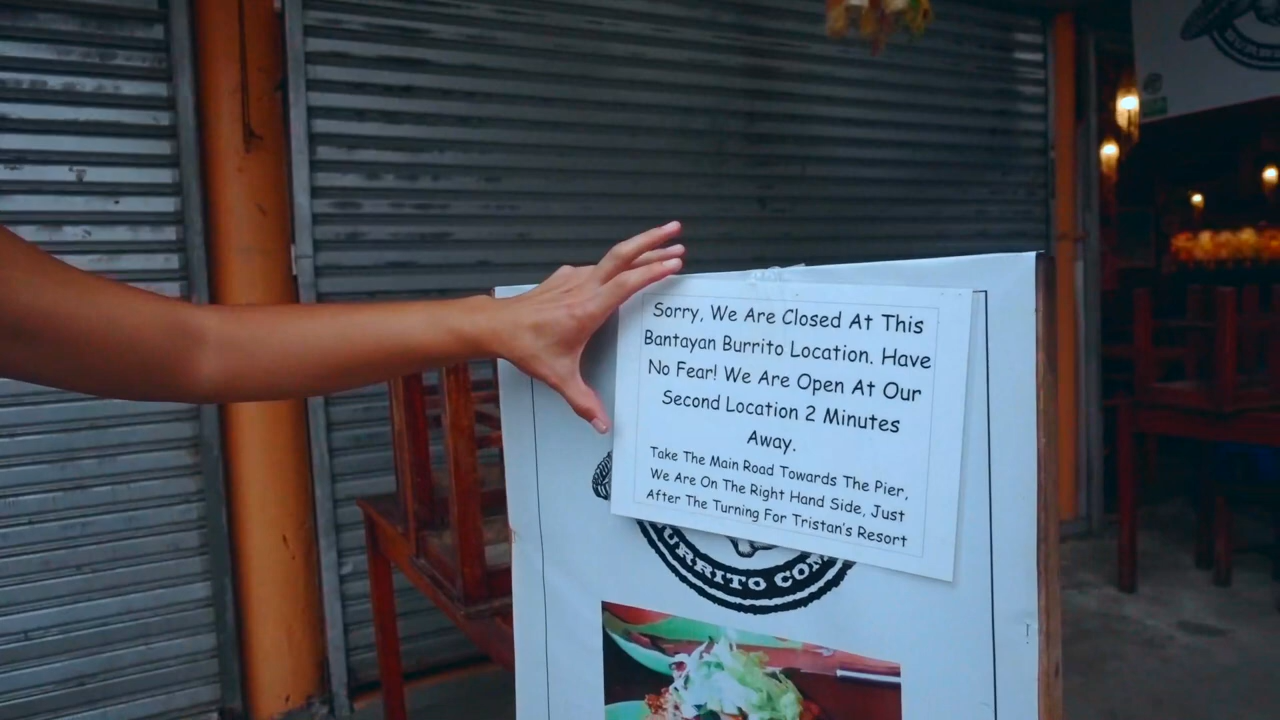 Sorry, We Are Closed At This
Bantayan Burrito Location. Have
No Fear! We Are Open At Our
Second Location 2 Minutes
Away.
Take The Main Road Towards The Pier,
We Are On The Right Hand Side, Just
After The Turning For Tristan's Resort